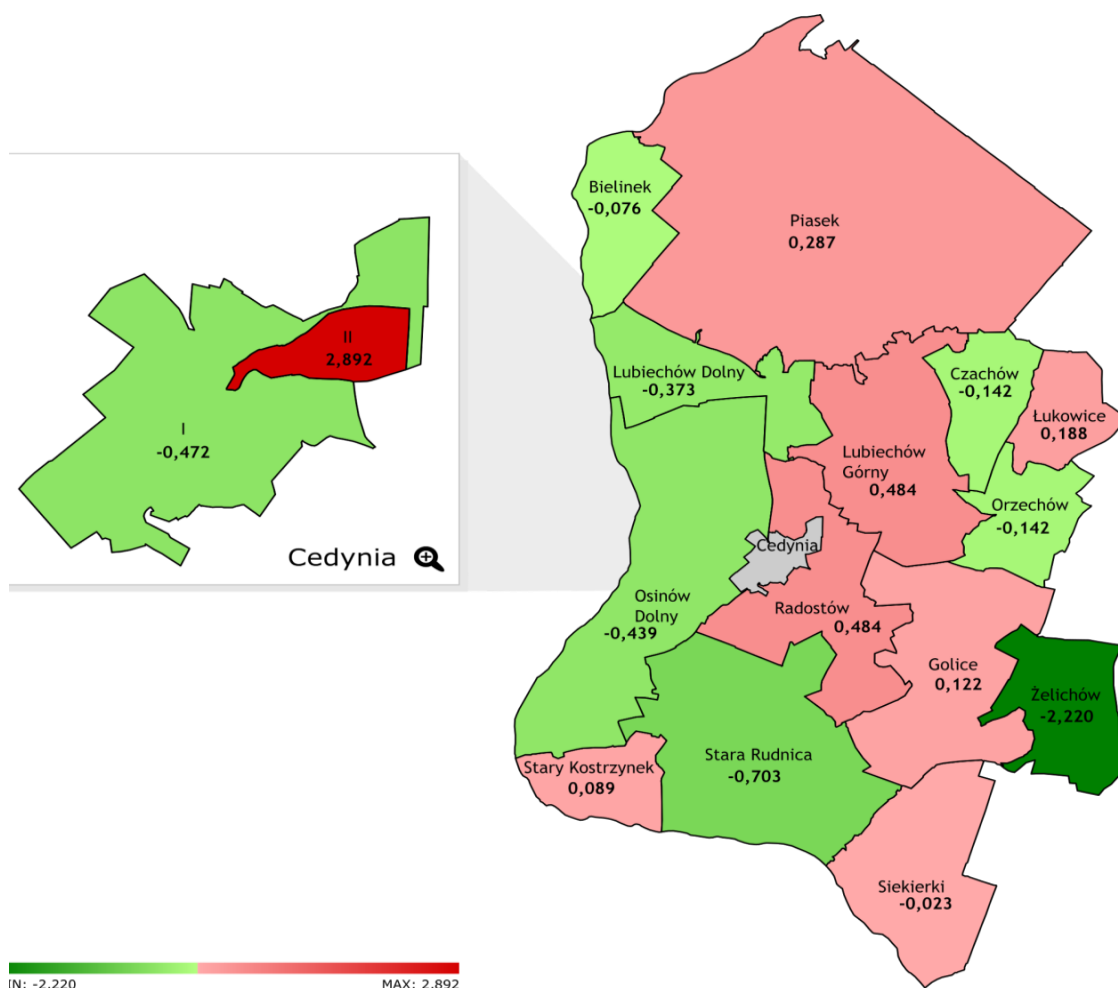 Bielinek
-0,076
Piasek
0,287
II
2,892
I
-0,472
Cedynia
Lubiechów Dolny
-0,373
Czachów
-0,142
Łukowice
0,188
Lubiechów
Górny
0,484
Orzechów
-0,142
Cedynia
Osinów
Dolny
-0,439
Radostów
0,484
Golice
0,122
Żelichów
-2,220
Stara Rudnica
-0,703
Stary Kostrzynek
0,089
Siekierki
-0,023
IN: -2,220
MAX: 2,892